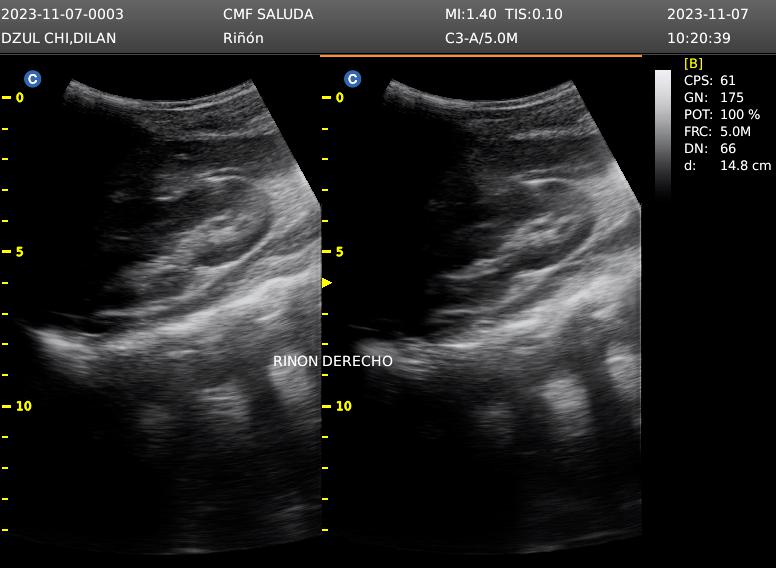 2023-11-07-0003 CMF SALUDA MI:1.40 TIS:0.10 2023-11-07
DZUL CHI,DILAN Riñón C3-A/5.0M 10:20:39
[B]
CPS: 61
GN: 175
POT: 100 %
FRC: 5.0M
DN: 66
d: 14.8 cm
C
0
5
10
C
0
5
10
RINON DERECHO